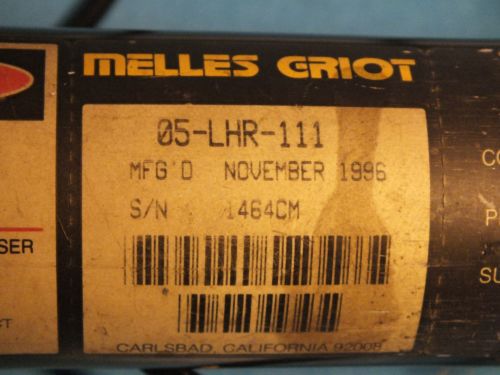 MELLES GRIOT
05-LHR-111
MFG'D NOVEMBER 1996
S/N 1464CM
CARLSBAD, CALIFORNIA 92008